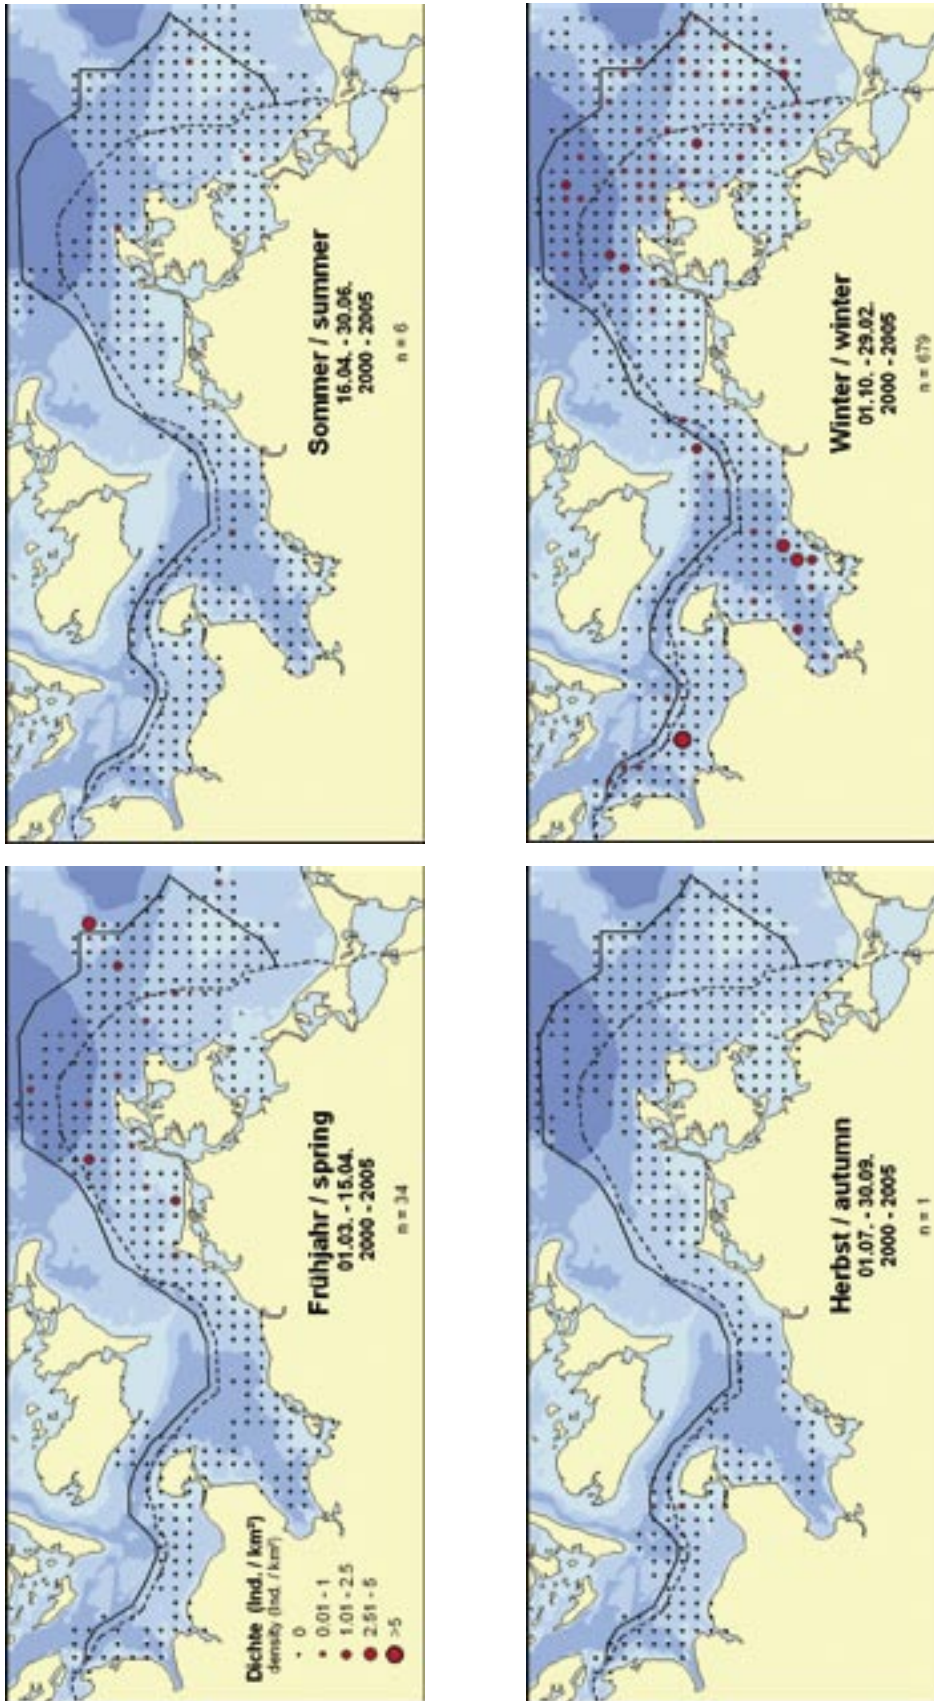 Frühjahr / spring
01.03. - 15.04.
2000 - 2005
n = 34
Dichte (Ind. / km²)
density (Ind. / km²)
0
0.01 - 1
1.01 - 2.5
2.51 - 5
>5
Sommer / summer
16.04. - 30.06.
2000 - 2005
n = 6
Herbst / autumn
01.07. - 30.09.
2000 - 2005
n = 1
Winter / winter
01.10. - 29.02.
2000 - 2005
n = 679